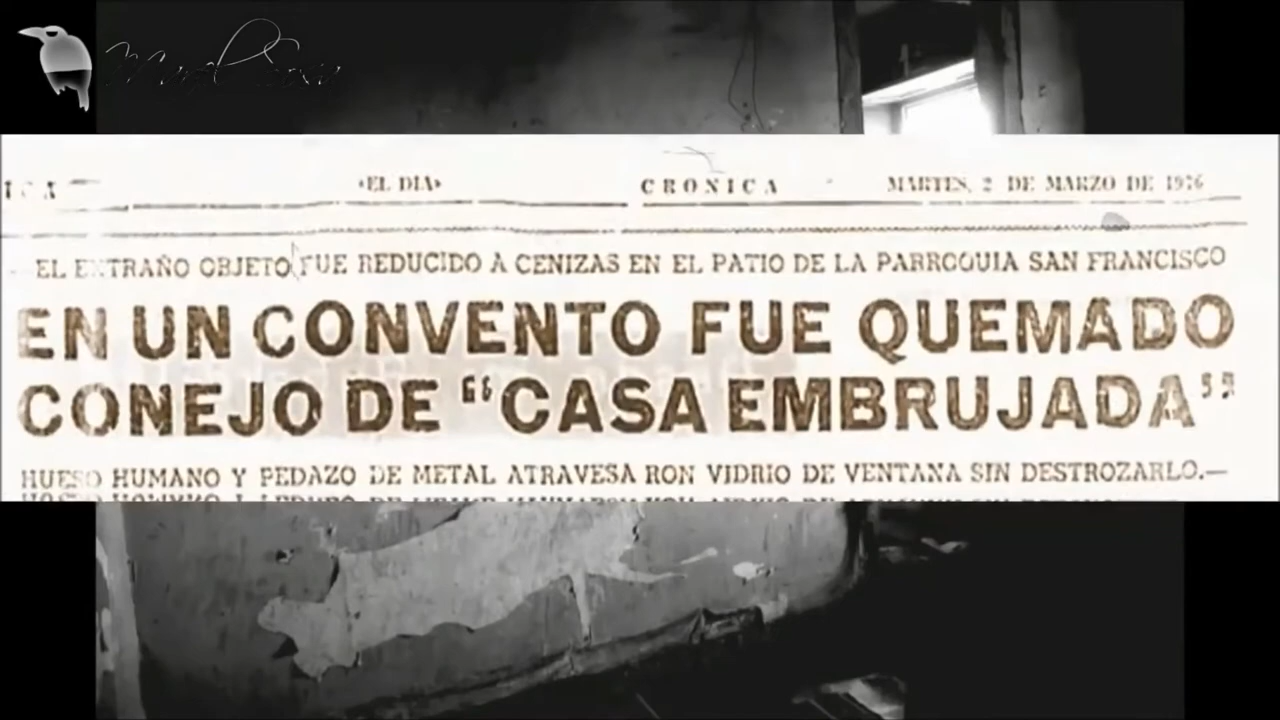 «EL DIA» CRONICA MARTES, 2 DE MARZO DE 1976
EL EXTRAÑO OBJETO FUE REDUCIDO A CENIZAS EN EL PATIO DE LA PARROQUIA SAN FRANCISCO
EN UN CONVENTO FUE QUEMADO
CONEJO DE “CASA EMBRUJADA”
HUESO HUMANO Y PEDAZO DE METAL ATRAVESARON VIDRIO DE VENTANA SIN DESTROZARLO.—